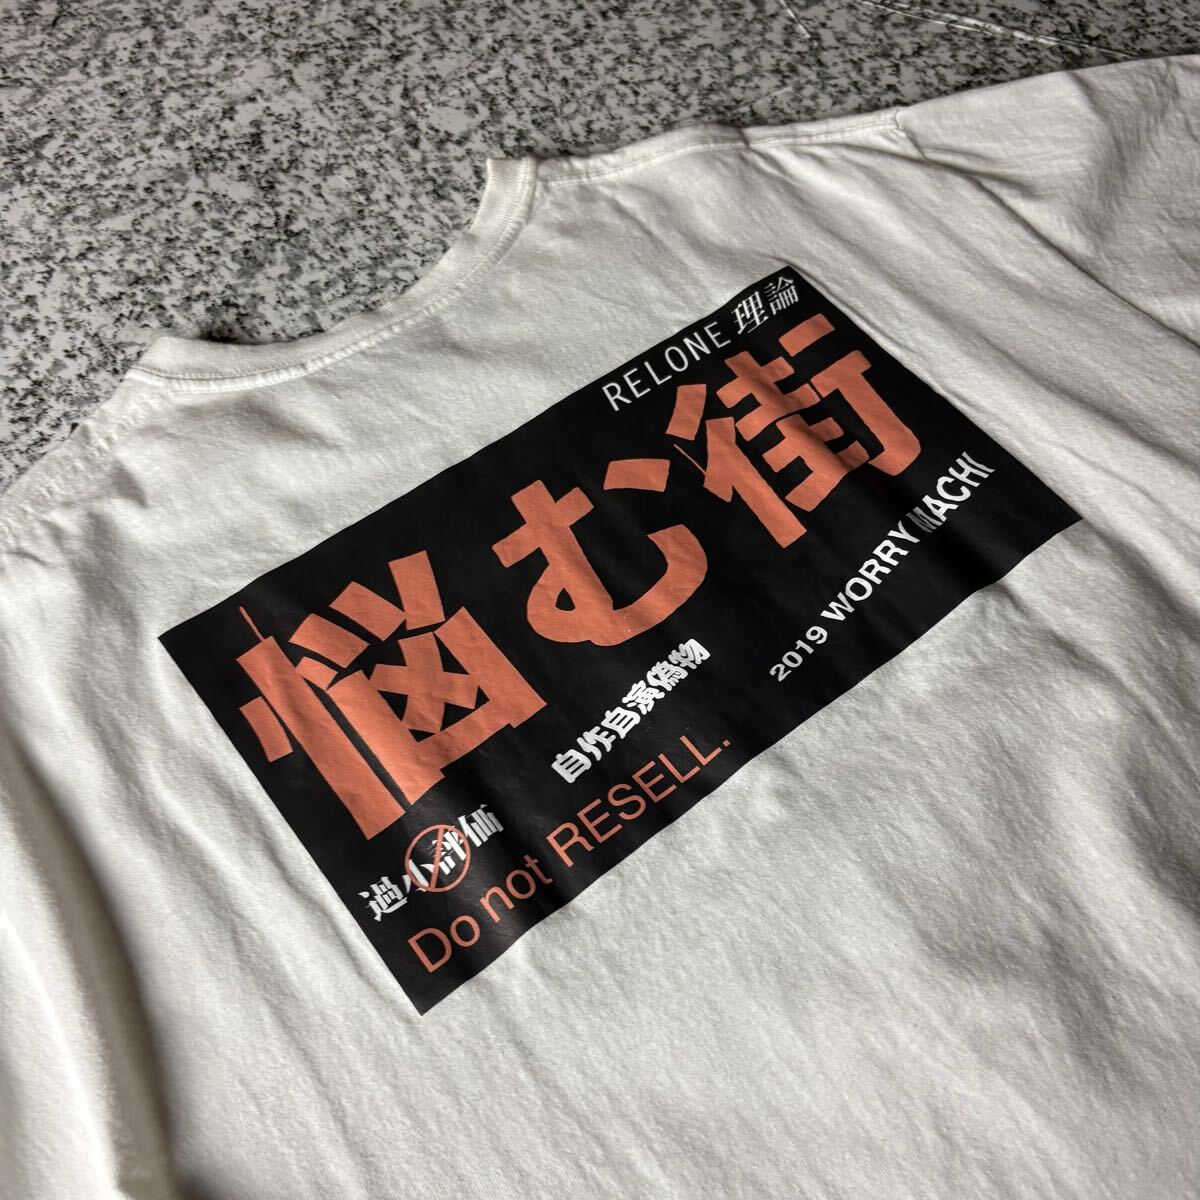 RELONE 理論
悩む街
2019 WORRY MACHI
自作自演偽物
過小評価
Do not RESELL.